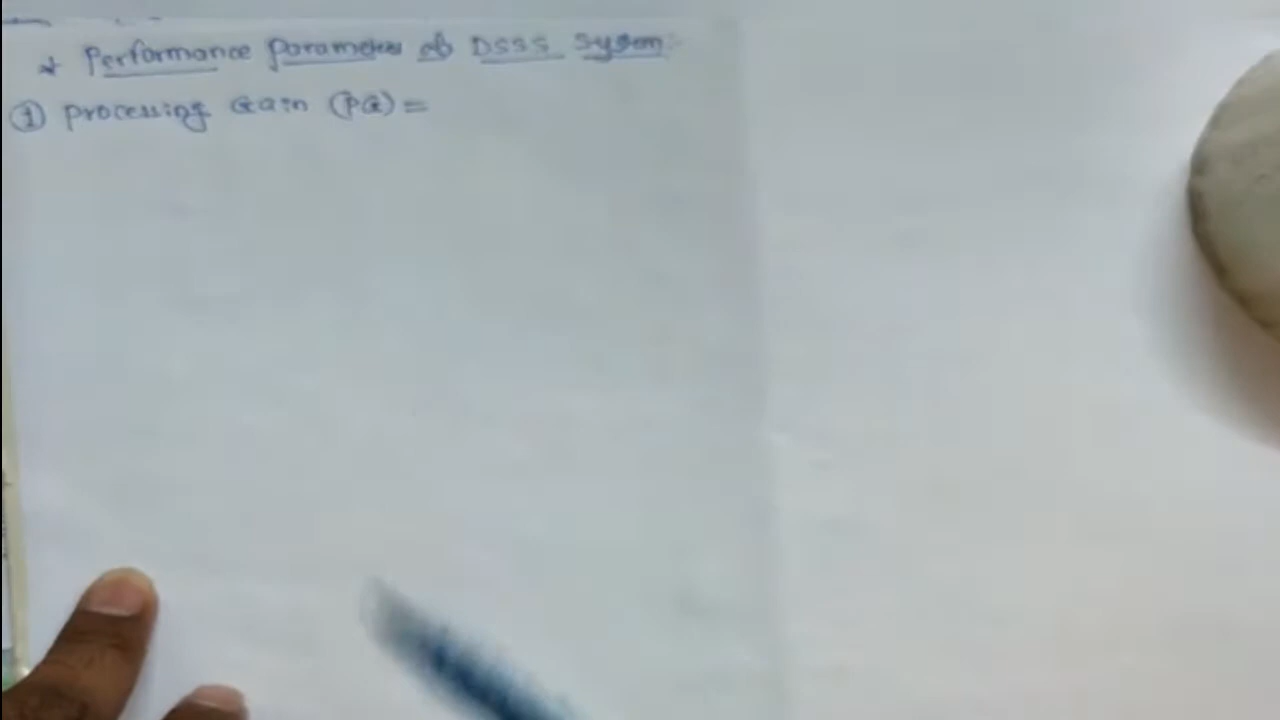 * Performance Parameters of DSSS System:
① Processing Gain (PG) =